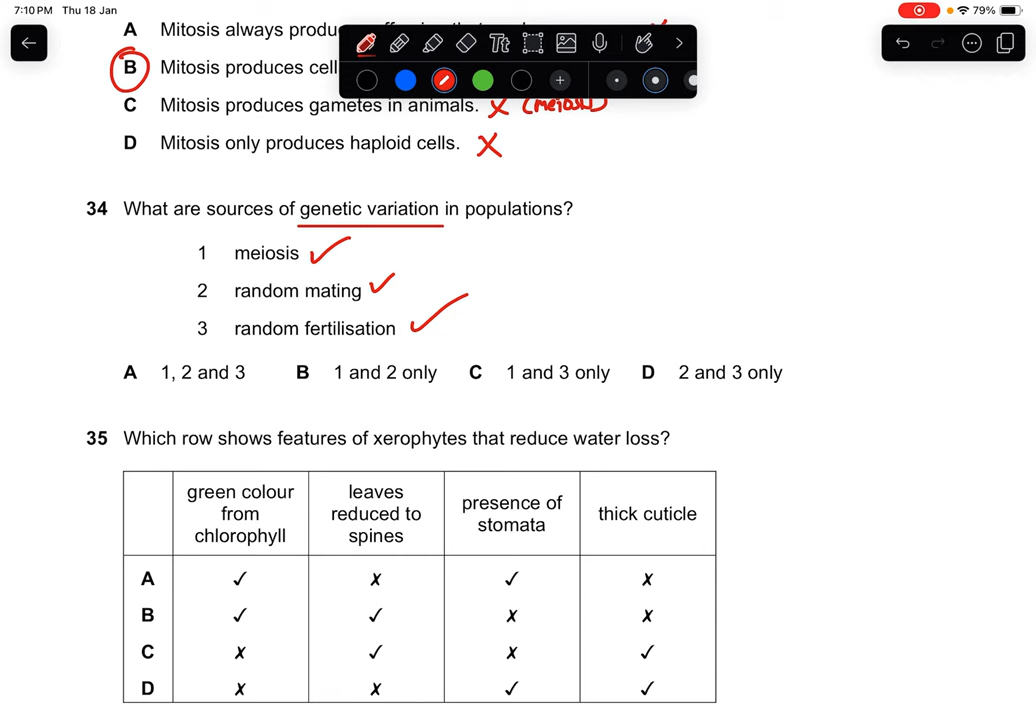 7:10 PM Thu 18 Jan
79%
A Mitosis always produ
Tt
B Mitosis produces cell
C Mitosis produces gametes in animals. X (meiosis)
D Mitosis only produces haploid cells. X
34 What are sources of genetic variation in populations?
1 meiosis ✓
2 random mating ✓
3 random fertilisation ✓
A 1, 2 and 3 B 1 and 2 only C 1 and 3 only D 2 and 3 only
35 Which row shows features of xerophytes that reduce water loss?
green colour from chlorophyll
leaves reduced to spines
presence of stomata
thick cuticle
A ✓ ✗ ✓ ✗
B ✓ ✓ ✗ ✗
C ✗ ✓ ✗ ✓
D ✗ ✗ ✓ ✓